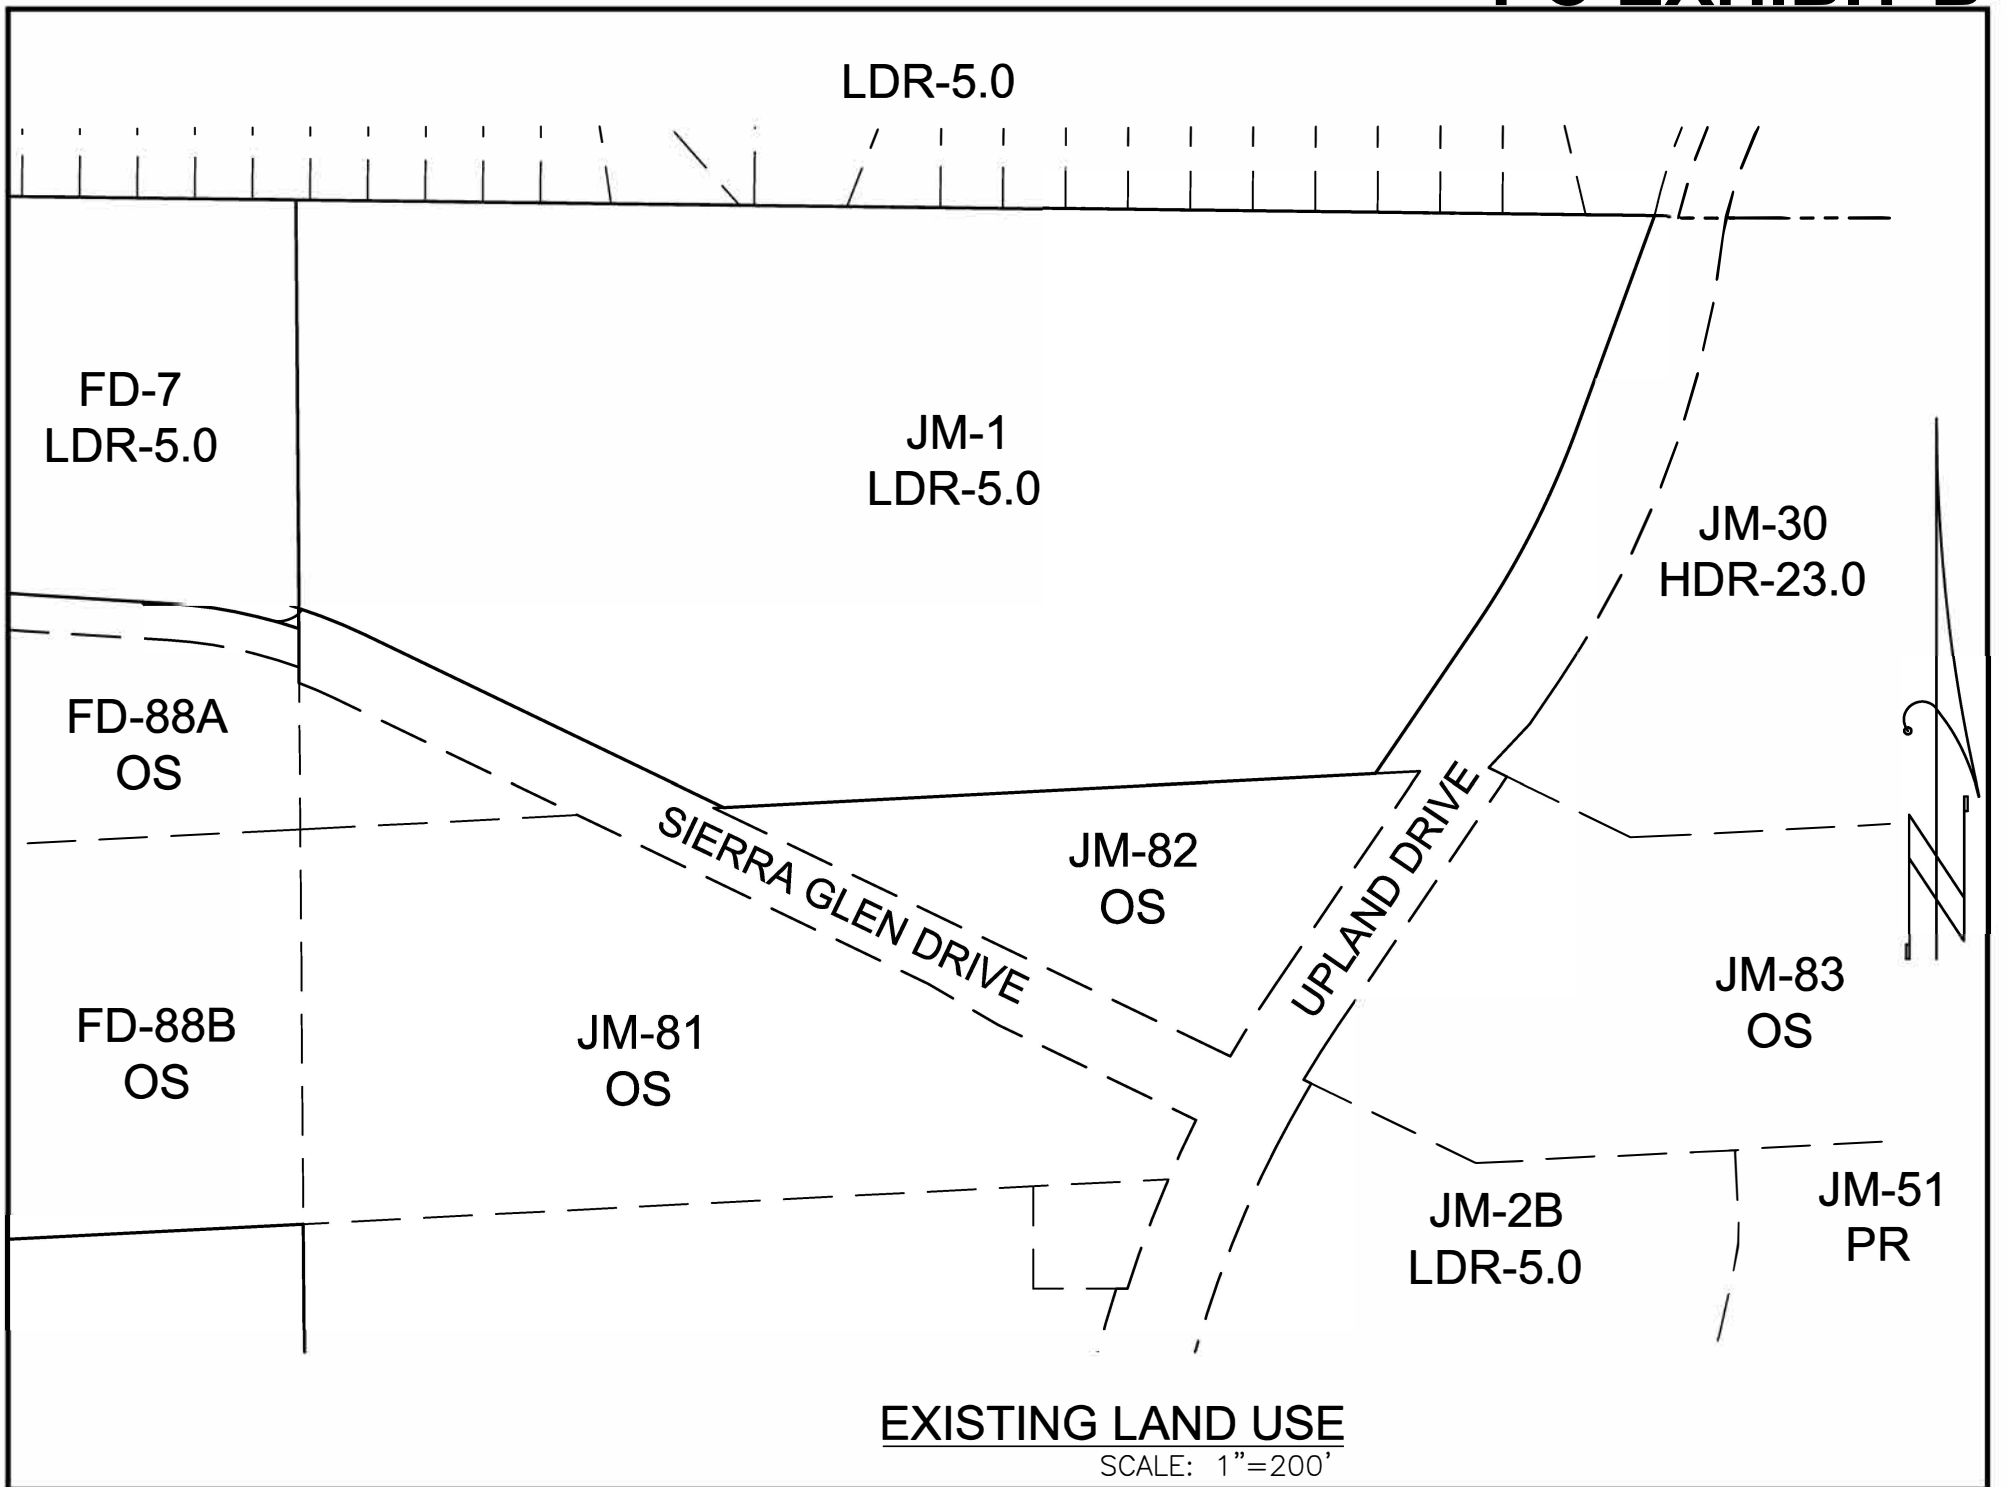 LDR-5.0
FD-7
LDR-5.0
JM-1
LDR-5.0
JM-30
HDR-23.0
FD-88A
OS
SIERRA GLEN DRIVE
JM-82
OS
UPLAND DRIVE
JM-83
OS
FD-88B
OS
JM-81
OS
JM-2B
LDR-5.0
JM-51
PR
N
EXISTING LAND USE
SCALE: 1"=200'